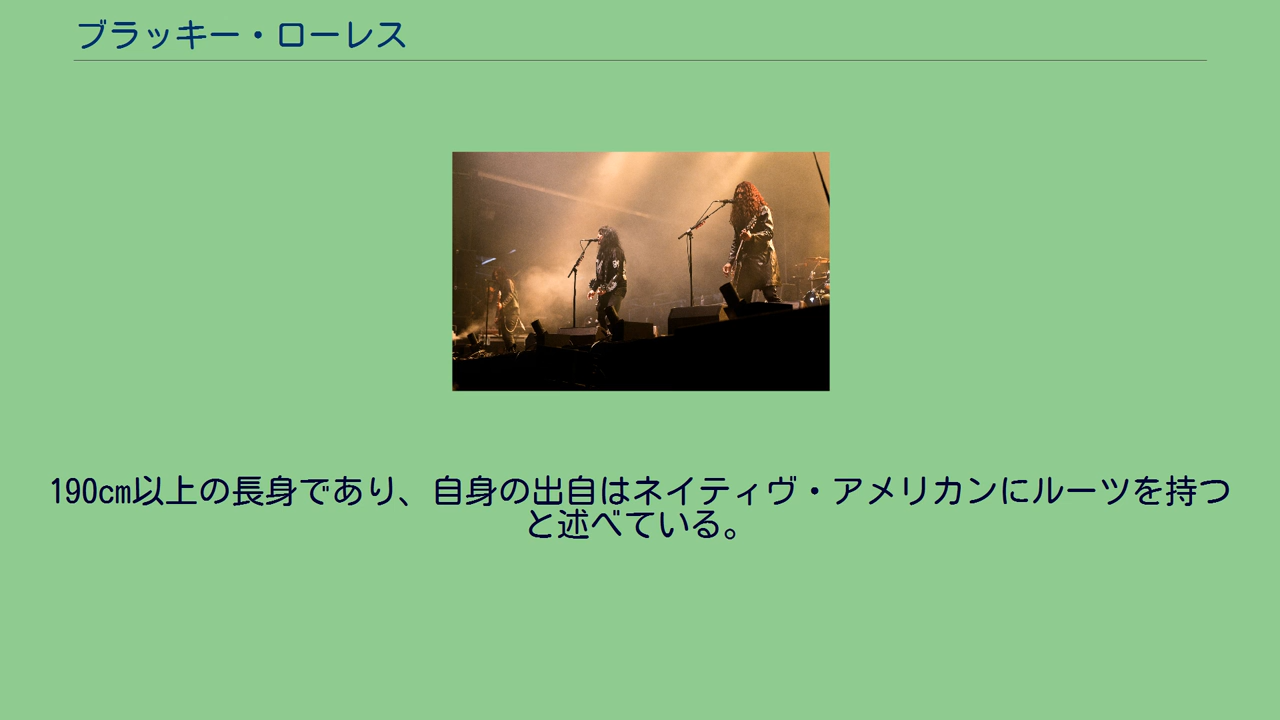 ブラッキー・ローレス
190cm以上の長身であり、自身の出自はネイティヴ・アメリカンにルーツを持つ
と述べている。